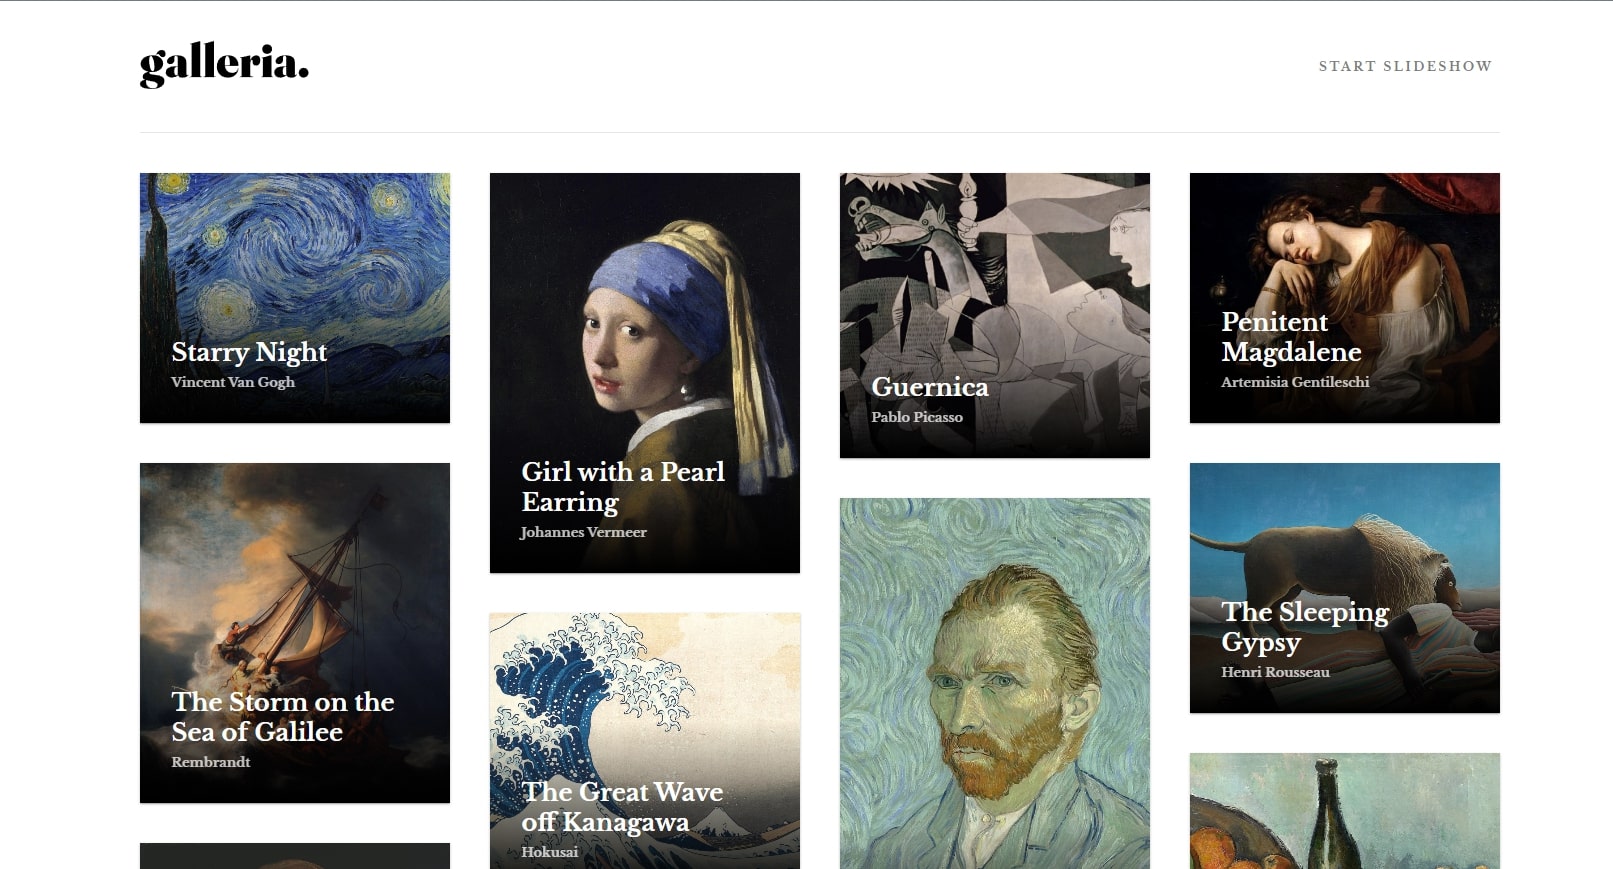 galleria.
START SLIDESHOW
Starry Night
Vincent Van Gogh
Girl with a Pearl
Earring
Johannes Vermeer
Guernica
Pablo Picasso
Penitent
Magdalene
Artemisia Gentileschi
The Storm on the
Sea of Galilee
Rembrandt
The Great Wave
off Kanagawa
Hokusai
The Sleeping
Gypsy
Henri Rousseau